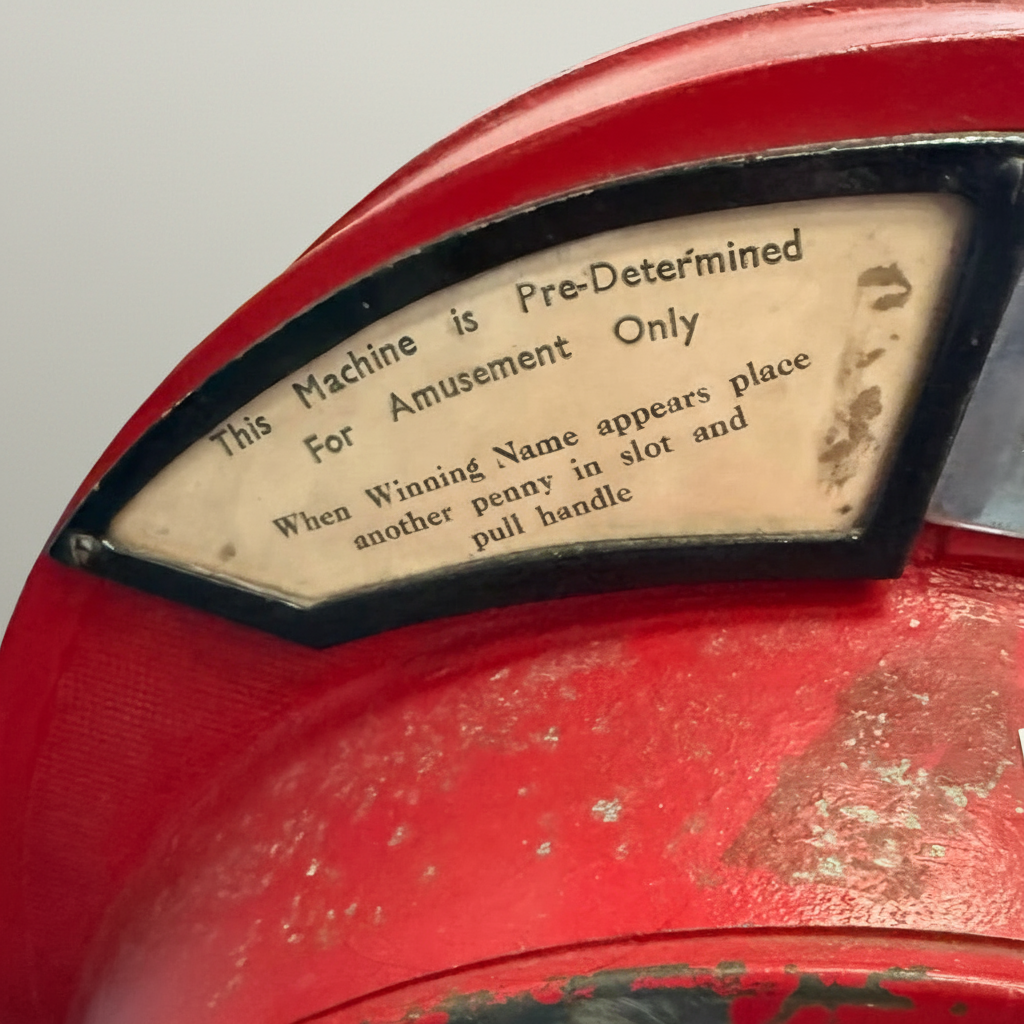 This Machine is Pre-Determined
For Amusement Only
When Winning Name appears place
another penny in slot and
pull handle